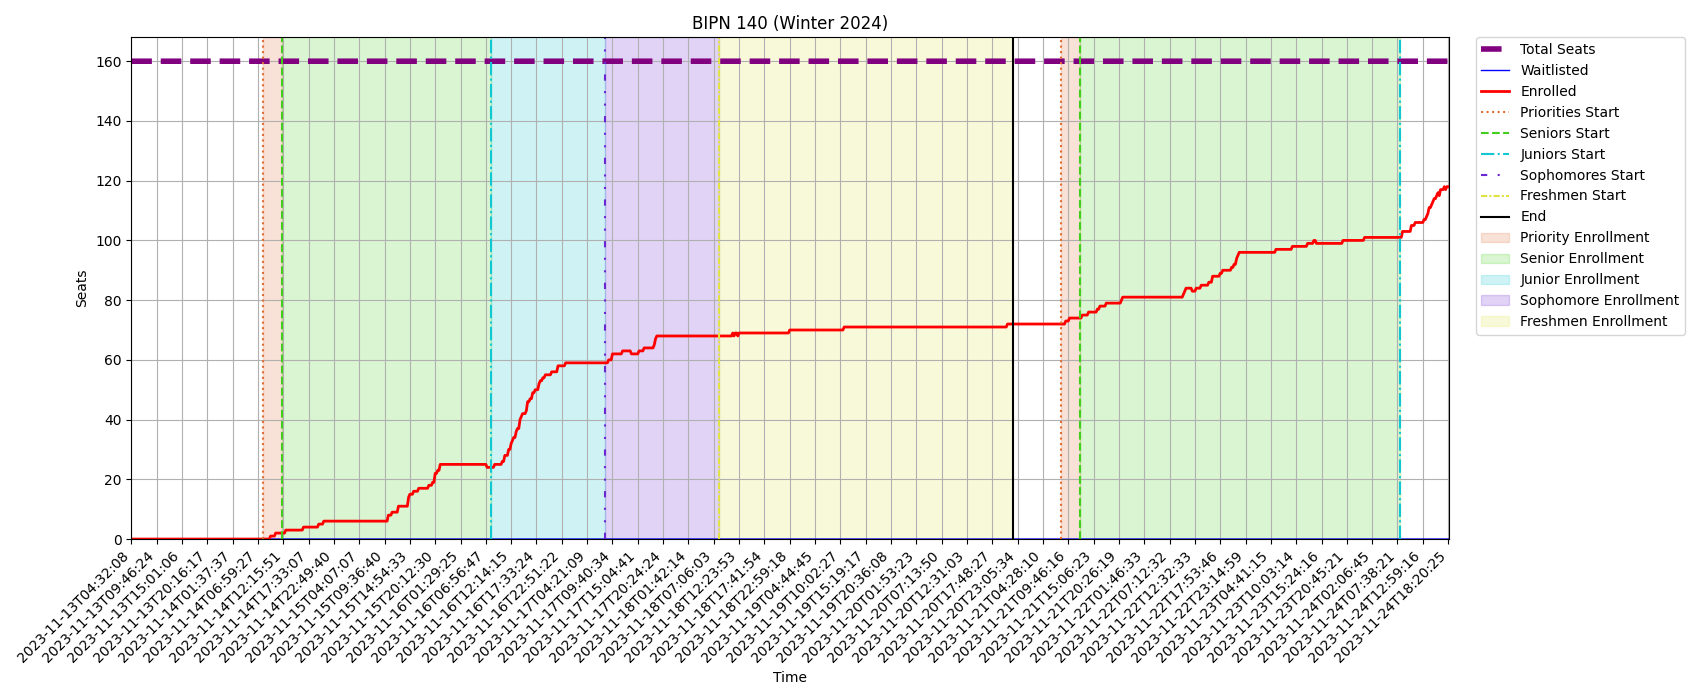 BIPN 140 (Winter 2024)
160
140
120
100
80
60
40
20
0
Seats
2023-11-13T04:32:08
2023-11-13T09:46:24
2023-11-13T15:01:06
2023-11-13T20:16:17
2023-11-14T01:37:37
2023-11-14T06:59:27
2023-11-14T12:15:51
2023-11-14T17:33:07
2023-11-14T22:49:40
2023-11-15T04:07:07
2023-11-15T09:36:40
2023-11-15T14:54:33
2023-11-15T20:12:30
2023-11-16T01:29:25
2023-11-16T06:56:47
2023-11-16T12:14:15
2023-11-16T17:33:24
2023-11-16T22:51:22
2023-11-17T04:21:09
2023-11-17T09:40:34
2023-11-17T15:04:41
2023-11-17T20:24:24
2023-11-18T01:42:14
2023-11-18T07:06:03
2023-11-18T12:23:53
2023-11-18T17:41:54
2023-11-18T22:59:18
2023-11-19T04:44:45
2023-11-19T10:02:27
2023-11-19T15:19:17
2023-11-19T20:36:08
2023-11-20T01:53:23
2023-11-20T07:13:50
2023-11-20T12:31:03
2023-11-20T17:48:27
2023-11-20T23:05:34
2023-11-21T04:28:10
2023-11-21T09:46:16
2023-11-21T15:06:23
2023-11-21T20:26:19
2023-11-22T01:46:33
2023-11-22T07:12:32
2023-11-22T12:32:33
2023-11-22T17:53:46
2023-11-22T23:14:59
2023-11-23T04:41:15
2023-11-23T10:03:14
2023-11-23T15:24:16
2023-11-23T20:45:21
2023-11-24T02:06:45
2023-11-24T07:38:21
2023-11-24T12:59:16
2023-11-24T18:20:25
Time
Total Seats
Waitlisted
Enrolled
Priorities Start
Seniors Start
Juniors Start
Sophomores Start
Freshmen Start
End
Priority Enrollment
Senior Enrollment
Junior Enrollment
Sophomore Enrollment
Freshmen Enrollment